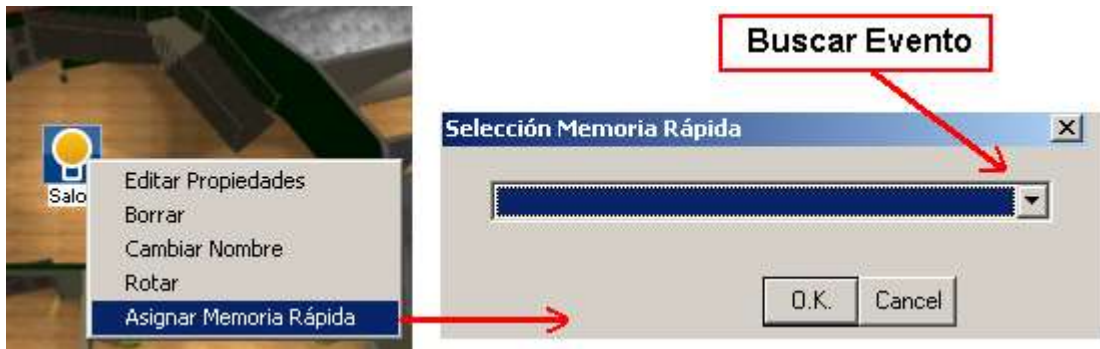 Buscar Evento
Selección Memoria Rápida
Salo
Editar Propiedades
Borrar
Cambiar Nombre
Rotar
Asignar Memoria Rápida
O.K.
Cancel